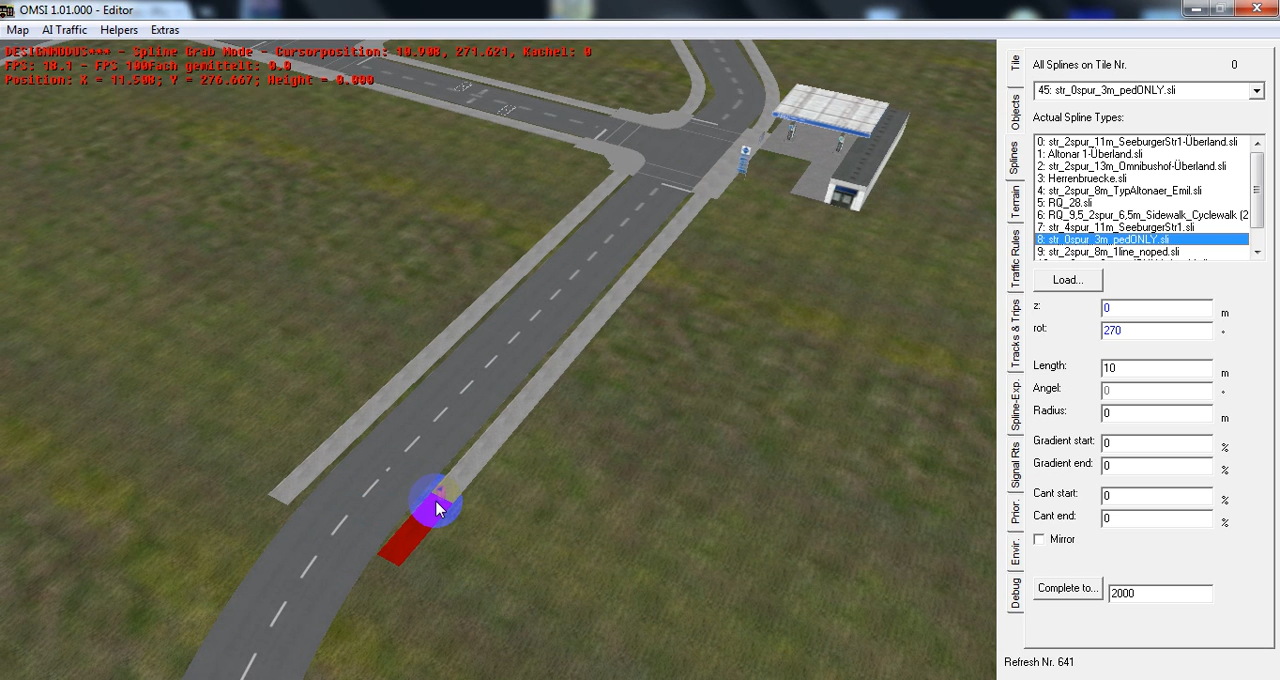 OMSI 1.01.000 - Editor
Map AI Traffic Helpers Extras
DESIGNMODUS*** - Spline Grab Mode - Cursorposition: 10.908, 271.621, Kachel: 0
FPS: 18.1 - FPS 100Fach gemittelt: 0.0
Position: X = 11.508; Y = 276.667; Height = 0.000
Tile
Objects
Splines
Terrain
Traffic Rules
Tracks & Trips
Spline-Exp.
Signal Rts
Prior.
Envir.
Debug
All Splines on Tile Nr. 0
45: str_0spur_3m_pedONLY.sli
Actual Spline Types:
0: str_2spur_11m_SeeburgerStr1-Überland.sli
1: Altonar 1-Überland.sli
2: str_2spur_13m_Omnibushof-Überland.sli
3: Herrenbruecke.sli
4: str_2spur_8m_TypAltonaer_Emil.sli
5: RQ_28.sli
6: RQ_9,5_2spur_6,5m_Sidewalk_Cyclewalk (2
7: str_4spur_11m_SeeburgerStr1.sli
8: str_0spur_3m_pedONLY.sli
9: str_2spur_8m_1line_noped.sli
Load...
z: 0 m
rot: 270 °
Length: 10 m
Angel: 0 °
Radius: 0 m
Gradient start: 0 %
Gradient end: 0 %
Cant start: 0 %
Cant end: 0 %
Mirror
Complete to... 2000
Refresh Nr. 641